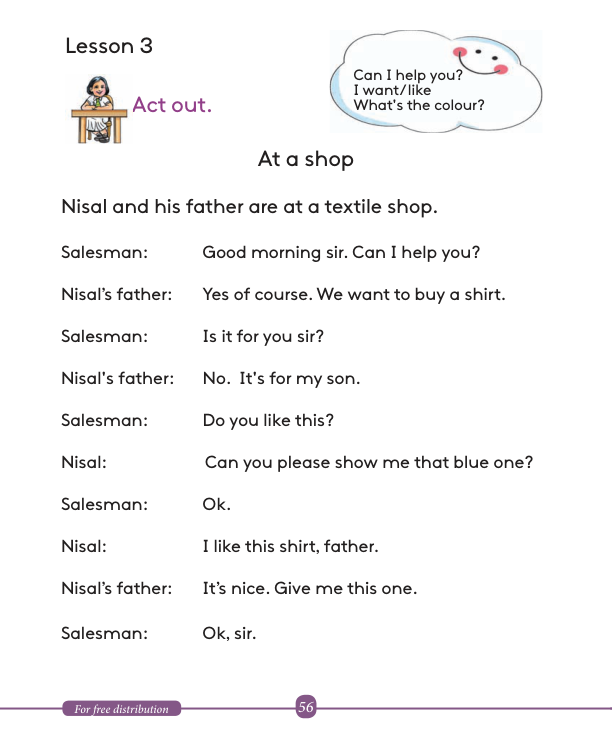 Lesson 3
Can I help you?
I want/like
What's the colour?
Act out.
At a shop
Nisal and his father are at a textile shop.
Salesman: Good morning sir. Can I help you?
Nisal’s father: Yes of course. We want to buy a shirt.
Salesman: Is it for you sir?
Nisal's father: No. It's for my son.
Salesman: Do you like this?
Nisal: Can you please show me that blue one?
Salesman: Ok.
Nisal: I like this shirt, father.
Nisal’s father: It’s nice. Give me this one.
Salesman: Ok, sir.
For free distribution
56